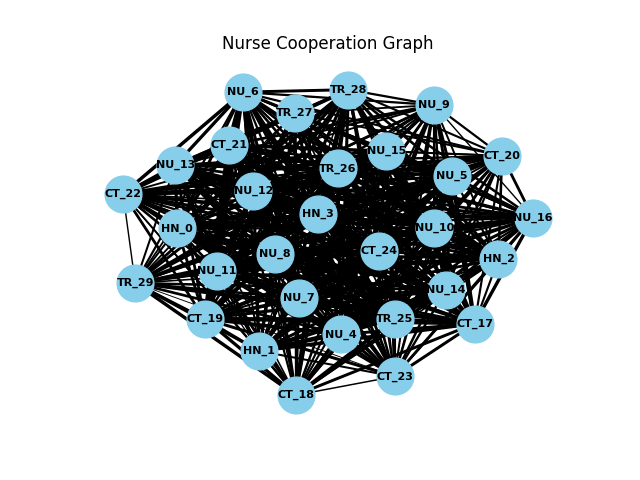 Nurse Cooperation Graph
TR_28
NU_6
NU_9
TR_27
CT_21
NU_15
CT_20
NU_13
TR_26
NU_5
NU_12
CT_22
HN_3
NU_16
HN_0
NU_10
CT_24
NU_8
HN_2
NU_11
TR_29
NU_14
NU_7
CT_19
TR_25
CT_17
NU_4
HN_1
CT_23
CT_18